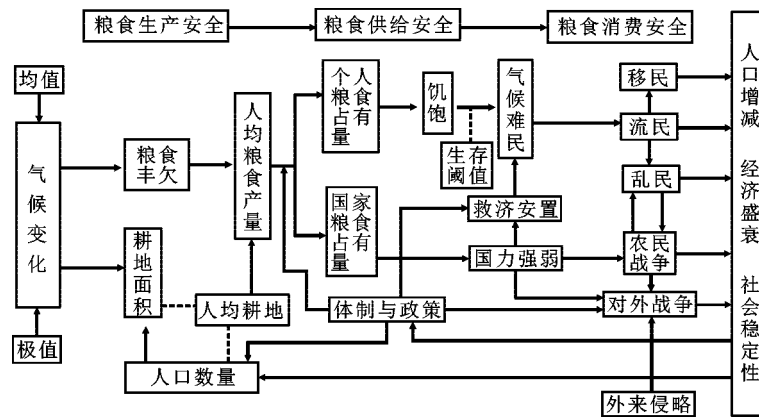 粮食生产安全
粮食供给安全
粮食消费安全
均值
气候变化
极值
粮食
丰欠
耕地面积
人均粮食产量
人均耕地
人口数量
个人
粮食
占有
量
国家
粮食
占有
量
体制与政策
饥饱
生存
阈值
气候难民
救济安置
国力强弱
移民
流民
乱民
农民
战争
对外战争
外来侵略
人口增减
经济盛衰
社会稳定性